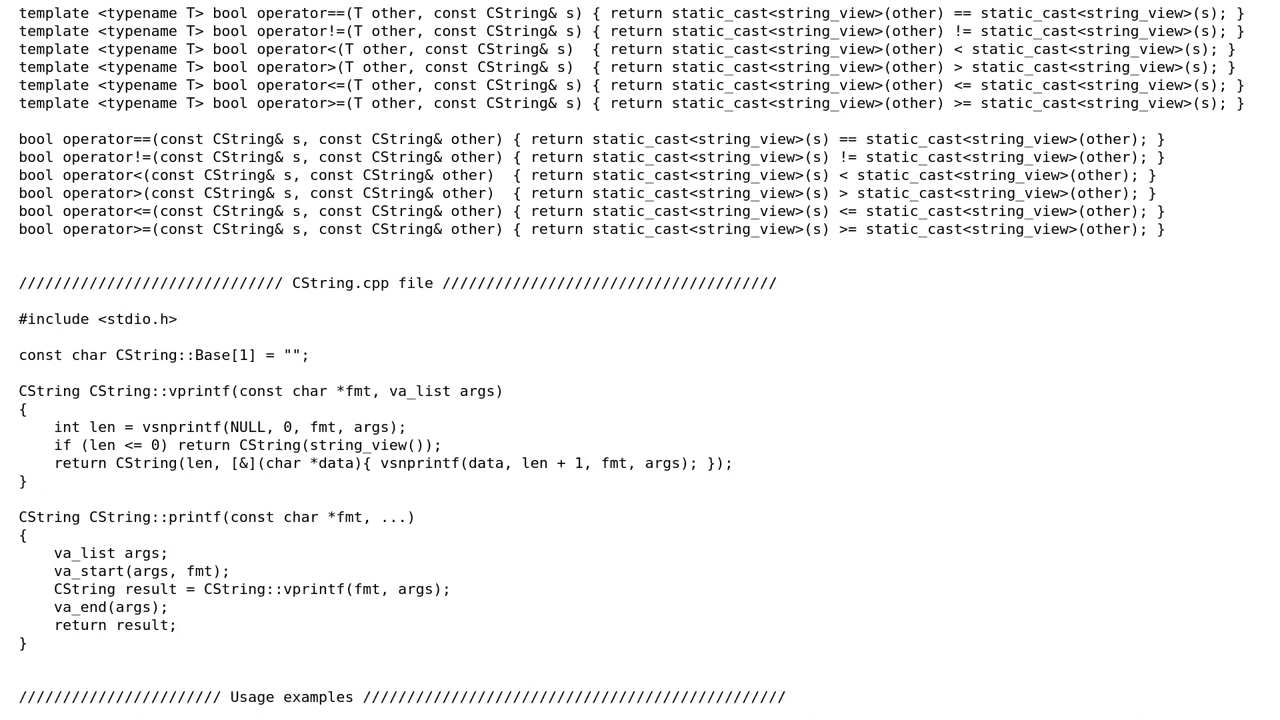 template <typename T> bool operator==(T other, const CString& s) { return static_cast<string_view>(other) == static_cast<string_view>(s); }
template <typename T> bool operator!=(T other, const CString& s) { return static_cast<string_view>(other) != static_cast<string_view>(s); }
template <typename T> bool operator<(T other, const CString& s)  { return static_cast<string_view>(other) < static_cast<string_view>(s); }
template <typename T> bool operator>(T other, const CString& s)  { return static_cast<string_view>(other) > static_cast<string_view>(s); }
template <typename T> bool operator<=(T other, const CString& s) { return static_cast<string_view>(other) <= static_cast<string_view>(s); }
template <typename T> bool operator>=(T other, const CString& s) { return static_cast<string_view>(other) >= static_cast<string_view>(s); }

bool operator==(const CString& s, const CString& other) { return static_cast<string_view>(s) == static_cast<string_view>(other); }
bool operator!=(const CString& s, const CString& other) { return static_cast<string_view>(s) != static_cast<string_view>(other); }
bool operator<(const CString& s, const CString& other)  { return static_cast<string_view>(s) < static_cast<string_view>(other); }
bool operator>(const CString& s, const CString& other)  { return static_cast<string_view>(s) > static_cast<string_view>(other); }
bool operator<=(const CString& s, const CString& other) { return static_cast<string_view>(s) <= static_cast<string_view>(other); }
bool operator>=(const CString& s, const CString& other) { return static_cast<string_view>(s) >= static_cast<string_view>(other); }

////////////////////////////// CString.cpp file //////////////////////////////////////

#include <stdio.h>

const char CString::Base[1] = "";

CString CString::vprintf(const char *fmt, va_list args)
{
    int len = vsnprintf(NULL, 0, fmt, args);
    if (len <= 0) return CString(string_view());
    return CString(len, [&](char *data){ vsnprintf(data, len + 1, fmt, args); });
}

CString CString::printf(const char *fmt, ...)
{
    va_list args;
    va_start(args, fmt);
    CString result = CString::vprintf(fmt, args);
    va_end(args);
    return result;
}

/////////////////////// Usage examples ////////////////////////////////////////////////